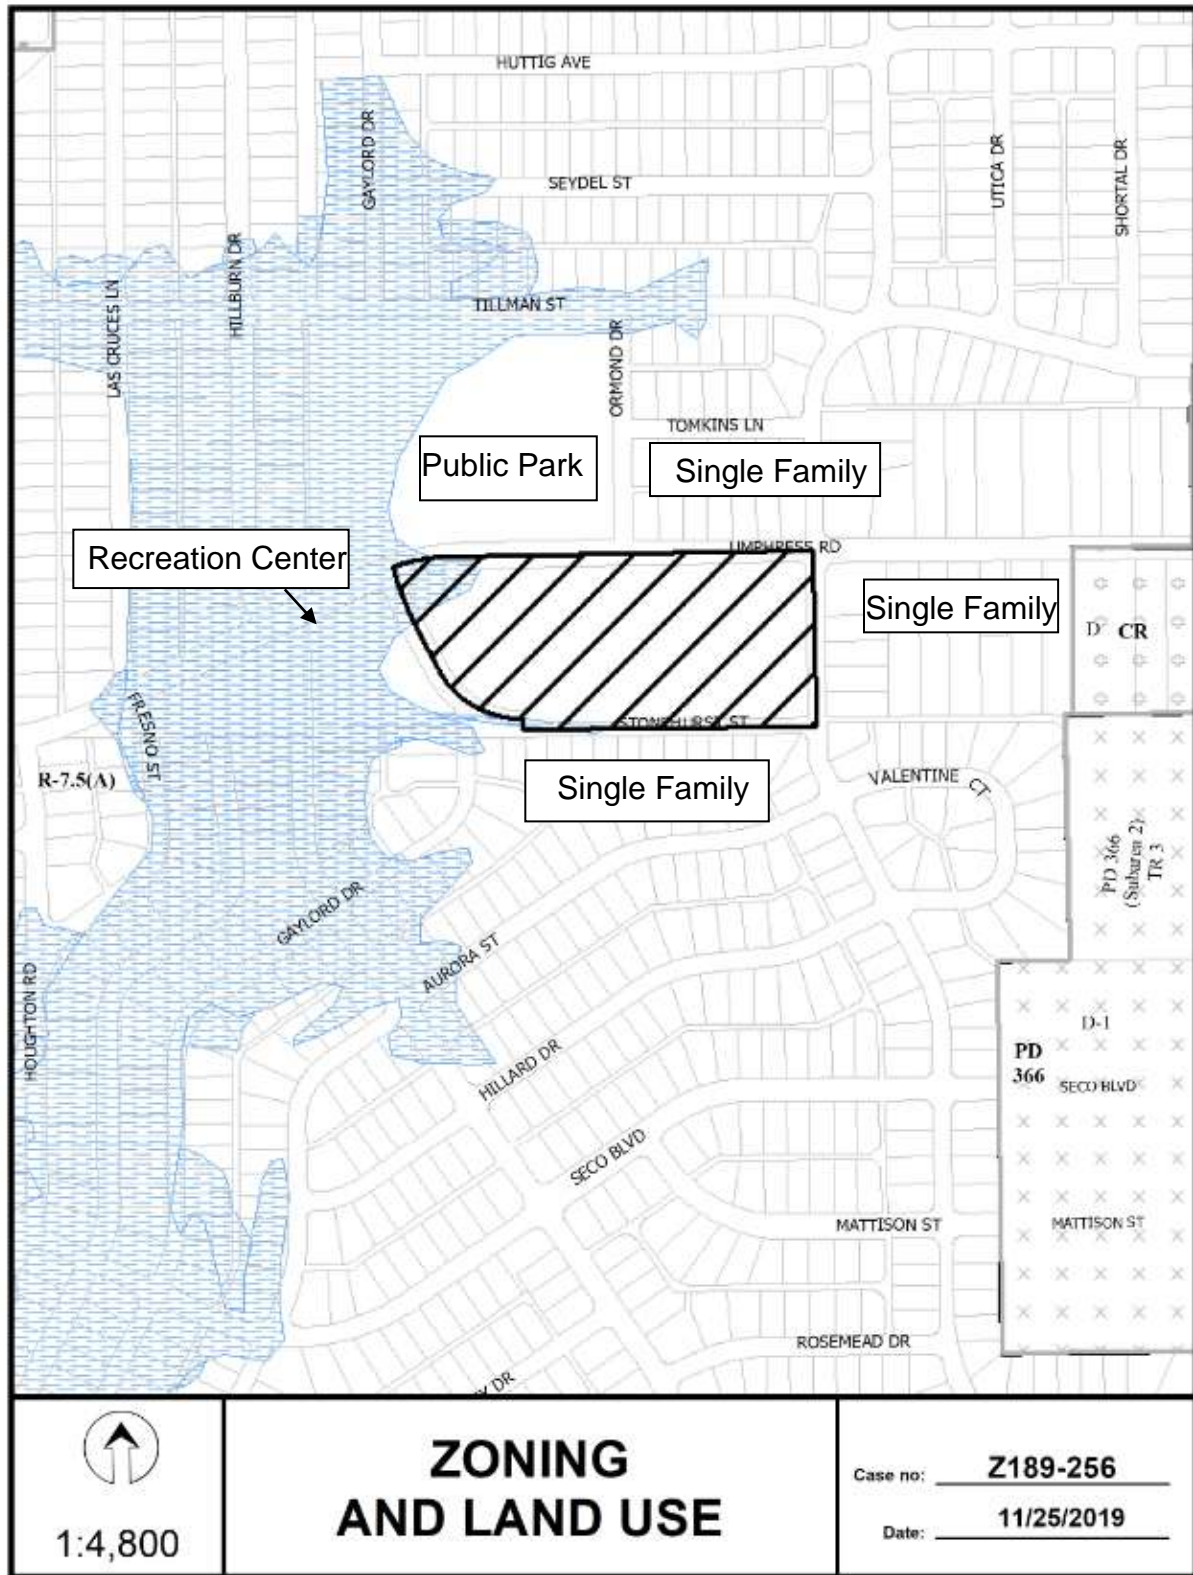 HUTTIG AVE
GAYLORD DR
UTICA DR
SHORTAL DR
SEYDEL ST
HILLBURN DR
LAS CRUCES LN
TILLMAN ST
ORMOND DR
TOMKINS LN
Public Park
Single Family
Recreation Center
UMPHRESS RD
Single Family
D CR
FRESNO ST
STONEHURST ST
R-7.5(A)
Single Family
VALENTINE CT
PD 366
(Subarea 2)
TR 3
GAYLORD DR
AURORA ST
HOUGHTON RD
HILLARD DR
D-1
PD
366
SECO BLVD
SECO BLVD
MATTISON ST
MATTISON ST
ROSEMEAD DR
DR
1:4,800
ZONING
AND LAND USE
Case no: Z189-256
Date: 11/25/2019